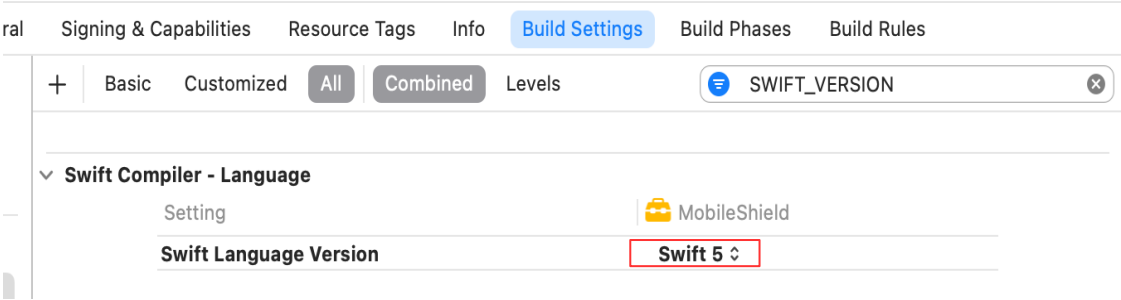 ral Signing & Capabilities Resource Tags Info Build Settings Build Phases Build Rules
+ Basic Customized All Combined Levels SWIFT_VERSION
Swift Compiler - Language
Setting MobileShield
Swift Language Version Swift 5